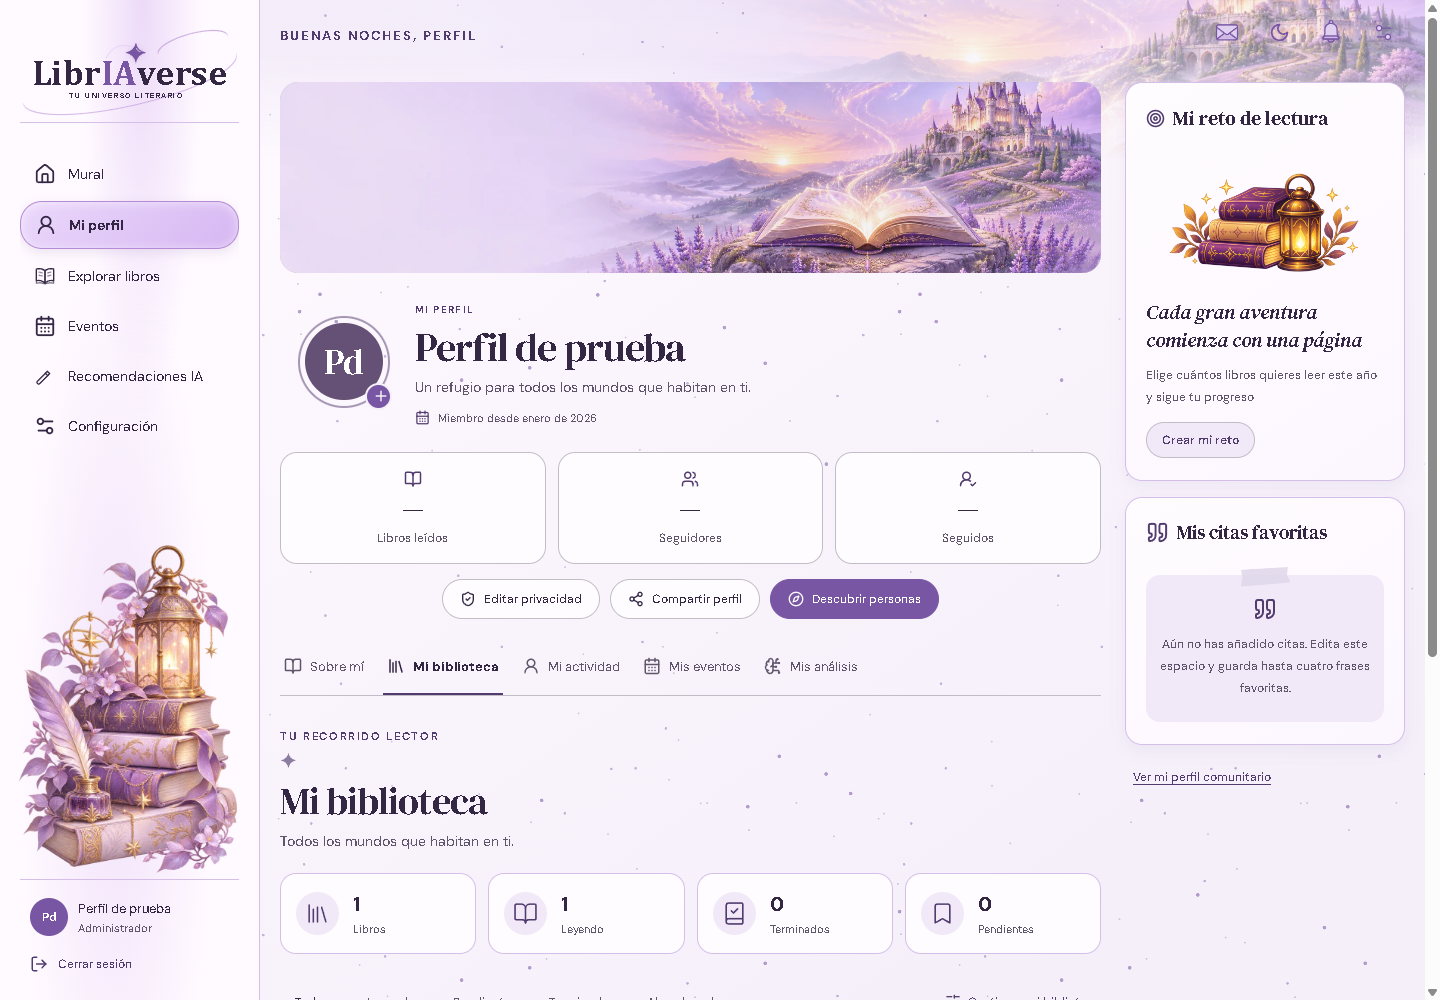 LibrIAverse
TU UNIVERSO LITERARIO
Mural
Mi perfil
Explorar libros
Eventos
Recomendaciones IA
Configuración
Pd
Perfil de prueba
Administrador
Cerrar sesión
BUENAS NOCHES, PERFIL
Pd
MI PERFIL
Perfil de prueba
Un refugio para todos los mundos que habitan en ti.
Miembro desde enero de 2026
—
Libros leídos
—
Seguidores
—
Seguidos
Editar privacidad
Compartir perfil
Descubrir personas
Sobre mí
Mi biblioteca
Mi actividad
Mis eventos
Mis análisis
TU RECORRIDO LECTOR
Mi biblioteca
Todos los mundos que habitan en ti.
1
Libros
1
Leyendo
0
Terminados
0
Pendientes
Mi reto de lectura
Cada gran aventura
comienza con una página
Elige cuántos libros quieres leer este año
y sigue tu progreso
Crear mi reto
Mis citas favoritas
Aún no has añadido citas. Edita este
espacio y guarda hasta cuatro frases
favoritas.
Ver mi perfil comunitario